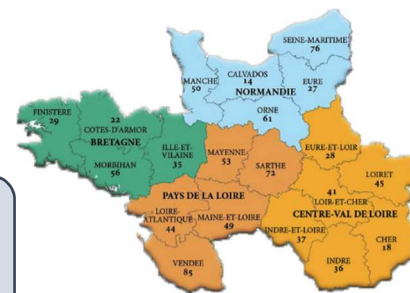 SEINE-MARITIME
76
MANCHE
50
CALVADOS
14
EURE
27
NORMANDIE
ORNE
61
FINISTERE
29
22
COTES-D'ARMOR
BRETAGNE
MORBIHAN
56
ILLE-ET-
VILAINE
35
MAYENNE
53
SARTHE
72
EURE-ET-LOIR
28
LOIRET
45
41
LOIR-ET-CHER
PAYS DE LA LOIRE
CENTRE-VAL DE LOIRE
LOIRE-
ATLANTIQUE
44
MAINE-ET-LOIRE
49
INDRE-ET-LOIRE
37
CHER
18
INDRE
36
VENDEE
85